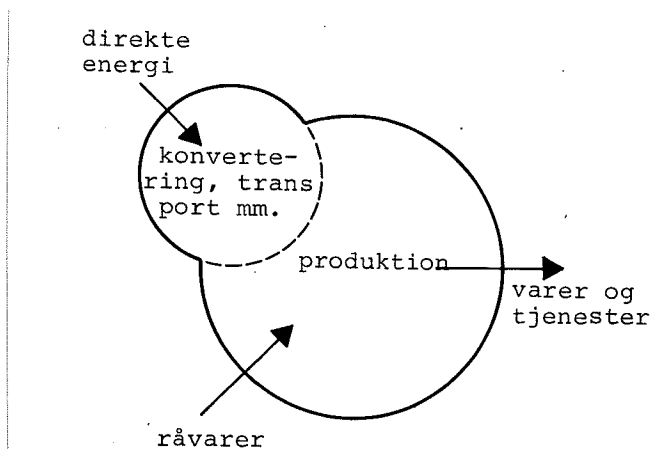 direkte
energi
konverte-
ring, trans
port mm.
produktion
varer og
tjenester
råvarer